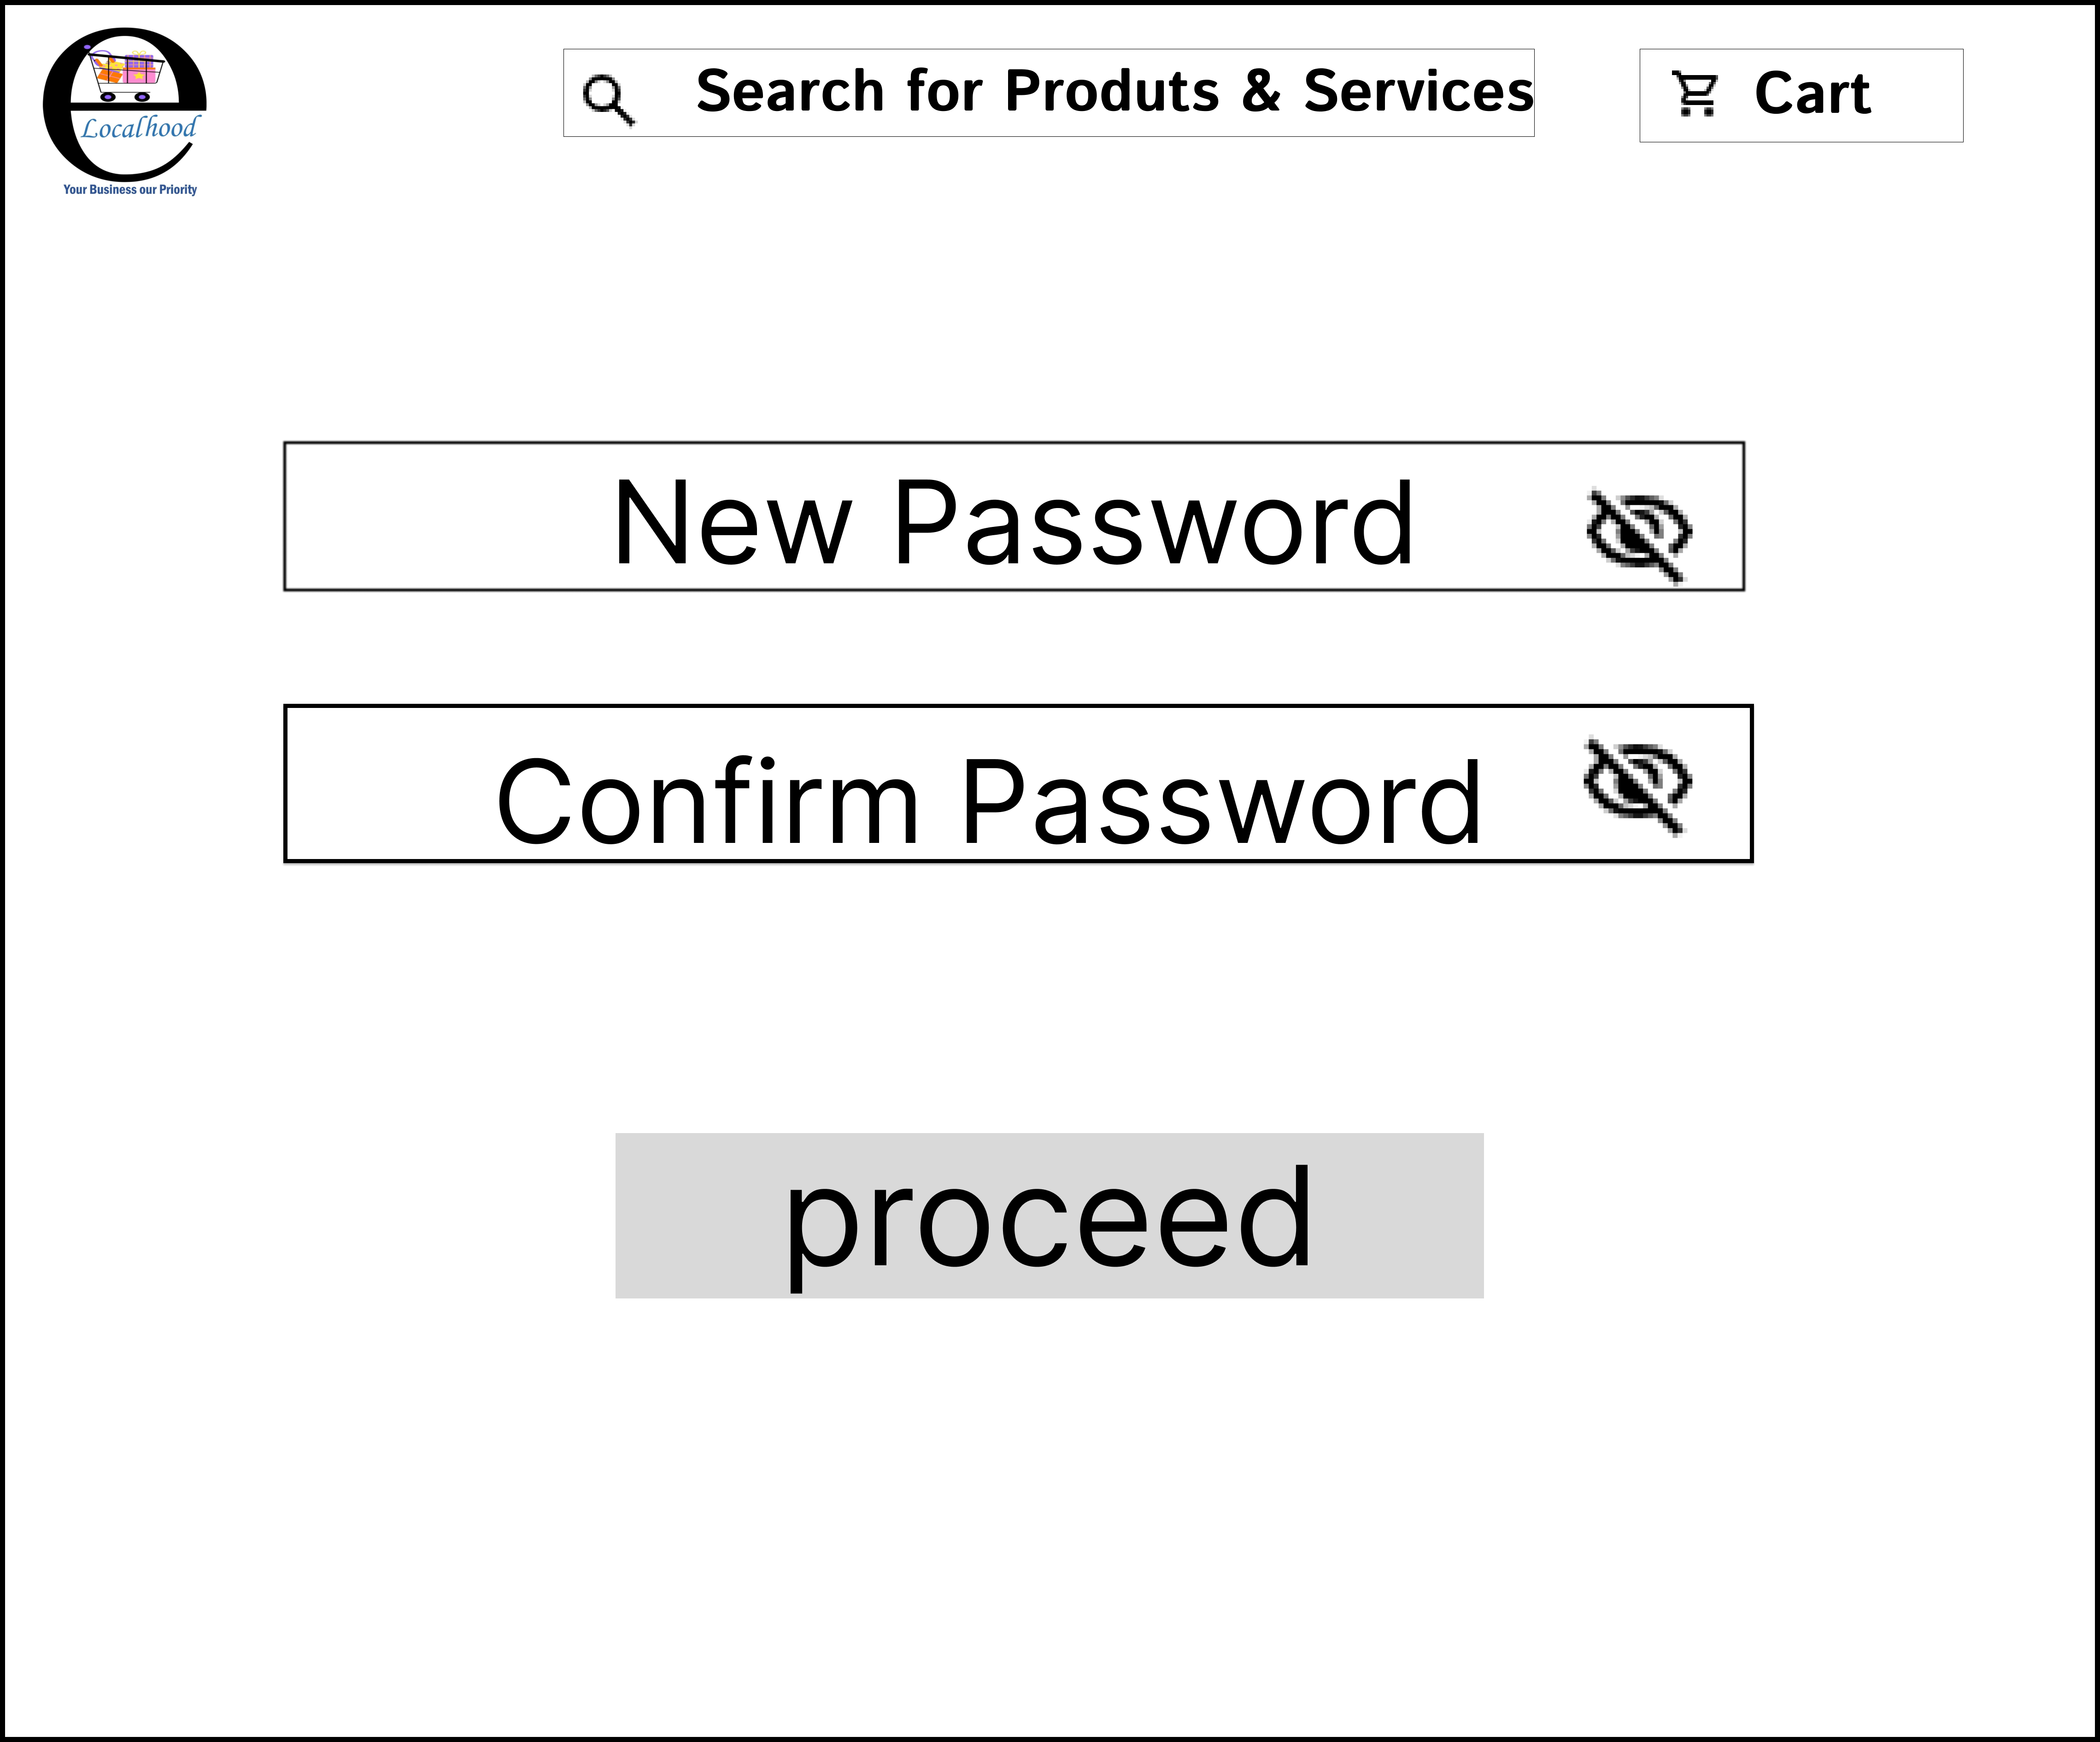 Localhood
Your Business our Priority
Search for Produts & Services
Cart
New Password
Confirm Password
proceed